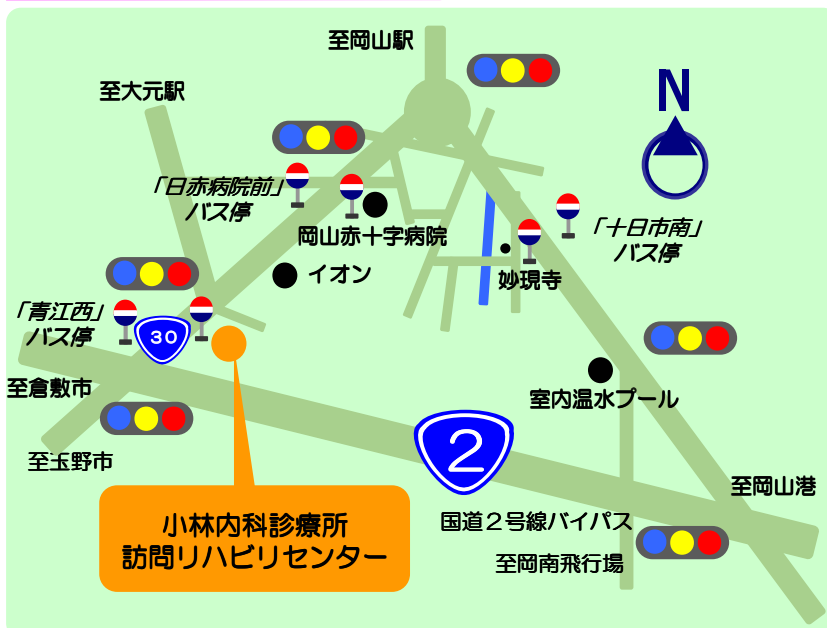 至岡山駅
N
至大元駅
「日赤病院前」
バス停
岡山赤十字病院
「十日市南」
バス停
イオン
妙現寺
「青江西」
バス停
30
至倉敷市
室内温水プール
2
至玉野市
至岡山港
小林内科診療所
訪問リハビリセンター
国道2号線バイパス
至岡南飛行場